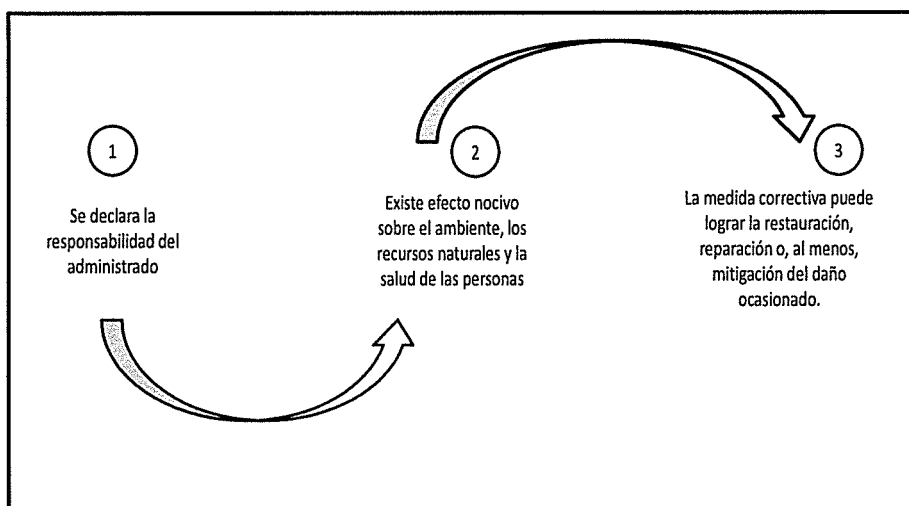 1
Se declara la
responsabilidad del
administrado
2
Existe efecto nocivo
sobre el ambiente, los
recursos naturales y la
salud de las personas
3
La medida correctiva puede
lograr la restauración,
reparación o, al menos,
mitigación del daño
ocasionado.